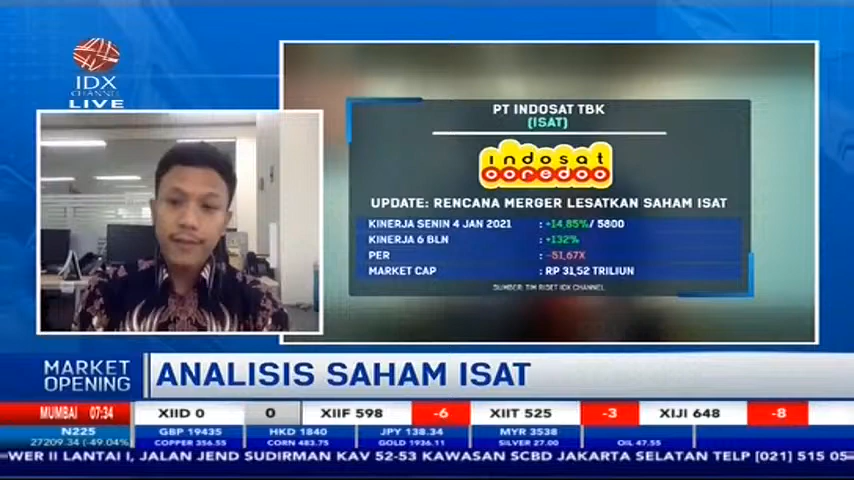 IDX
CHANNEL
LIVE
PT INDOSAT TBK
(ISAT)
indosat
ooredoo
UPDATE: RENCANA MERGER LESATKAN SAHAM ISAT
KINERJA SENIN 4 JAN 2021 : +14,85%/ 5800
KINERJA 6 BLN : +132%
PER : -51,67X
MARKET CAP : RP 31,52 TRILIUN
SUMBER: TIM RISET IDX CHANNEL
MARKET
OPENING
ANALISIS SAHAM ISAT
MUMBAI 07:34 XIID 0 0 XIIF 598 -6 XIIT 525 -3 XIJI 648 -8
N225 GBP 19435 HKD 1840 JPY 138.34 MYR 3538
27209.34 (-49.04%) COPPER 356.55 CORN 483.75 GOLD 1936.11 SILVER 27.00 OIL 47.55
WER II LANTAI 1, JALAN JEND SUDIRMAN KAV 52-53 KAWASAN SCBD JAKARTA SELATAN TELP (021) 515 05